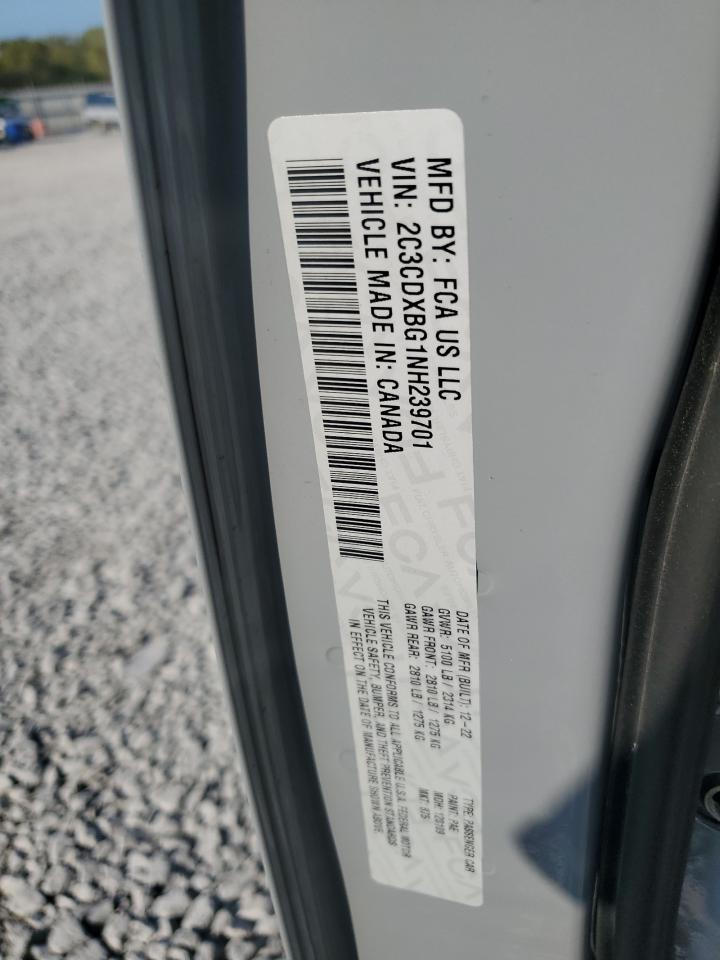 MFD BY: FCA US LLC
VIN: 2C3CDXBG1NH239701
VEHICLE MADE IN: CANADA
DATE OF MFR (BUILT): 12-22
GVWR: 5100 LB / 2314 KG
GAWR FRONT: 2810 LB / 1275 KG
GAWR REAR: 2810 LB / 1275 KG
TYPE: PASSENGER CAR
PAINT: PAE
MDH: 120109
MKT:
THIS VEHICLE CONFORMS TO ALL APPLICABLE U.S.A. FEDERAL MOTOR
VEHICLE SAFETY, BUMPER, AND THEFT PREVENTION STANDARDS
IN EFFECT ON THE DATE OF MANUFACTURE SHOWN ABOVE.